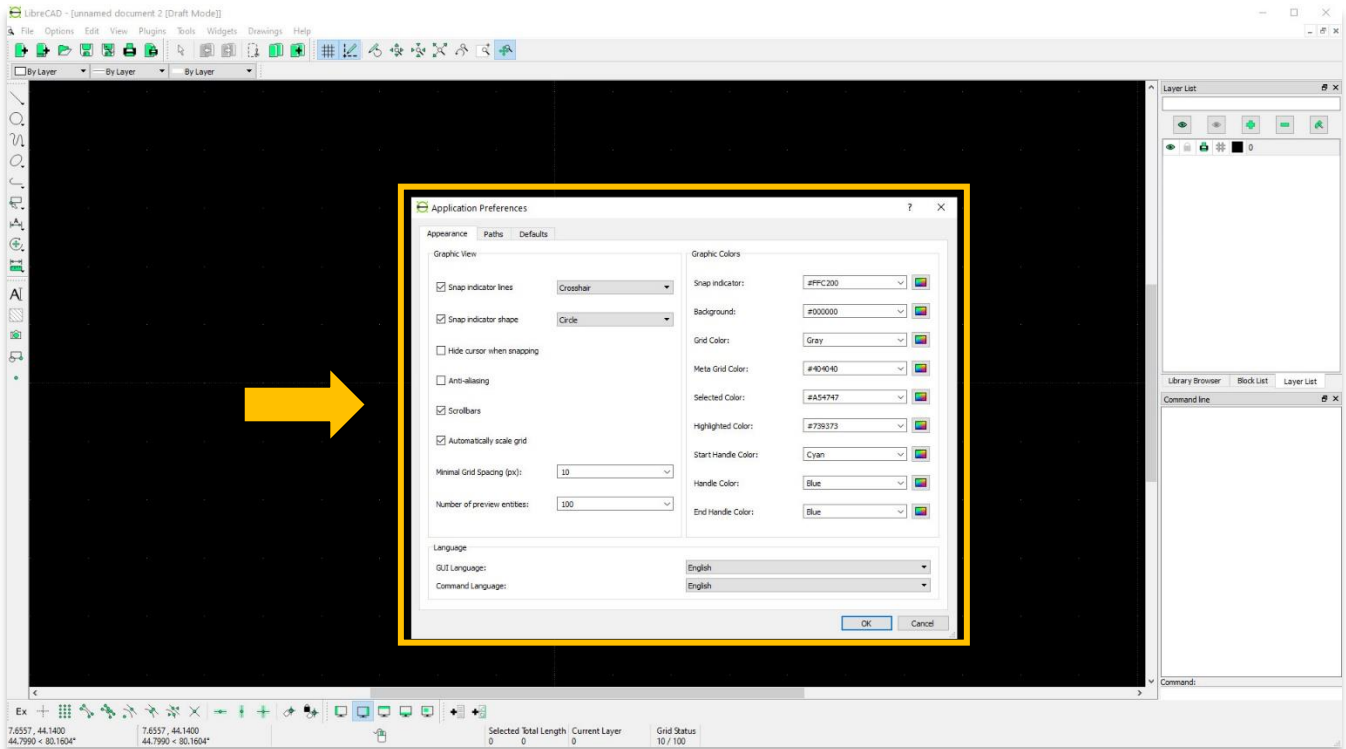 LibreCAD - [unnamed document 2 [Draft Mode]]
File Options Edit View Plugins Tools Widgets Drawings Help
By Layer By Layer By Layer
Layer List
0
Application Preferences
Appearance Paths Defaults
Graphic View
Snap indicator lines Crosshair
Snap indicator shape Circle
Hide cursor when snapping
Anti-aliasing
Scrollbars
Automatically scale grid
Minimal Grid Spacing (px): 10
Number of preview entities: 100
Graphic Colors
Snap indicator: #FFC200
Background: #000000
Grid Color: Gray
Meta Grid Color: #404040
Selected Color: #A54747
Highlighted Color: #739373
Start Handle Color: Cyan
Handle Color: Blue
End Handle Color: Blue
Language
GUI Language: English
Command Language: English
OK Cancel
Library Browser Block List Layer List
Command line
Command:
Ex
7.6557 , 44.1400 7.6557 , 44.1400 Selected Total Length Current Layer Grid Status
44.7990 < 80.1604° 44.7990 < 80.1604° 0 0 0 10 / 100